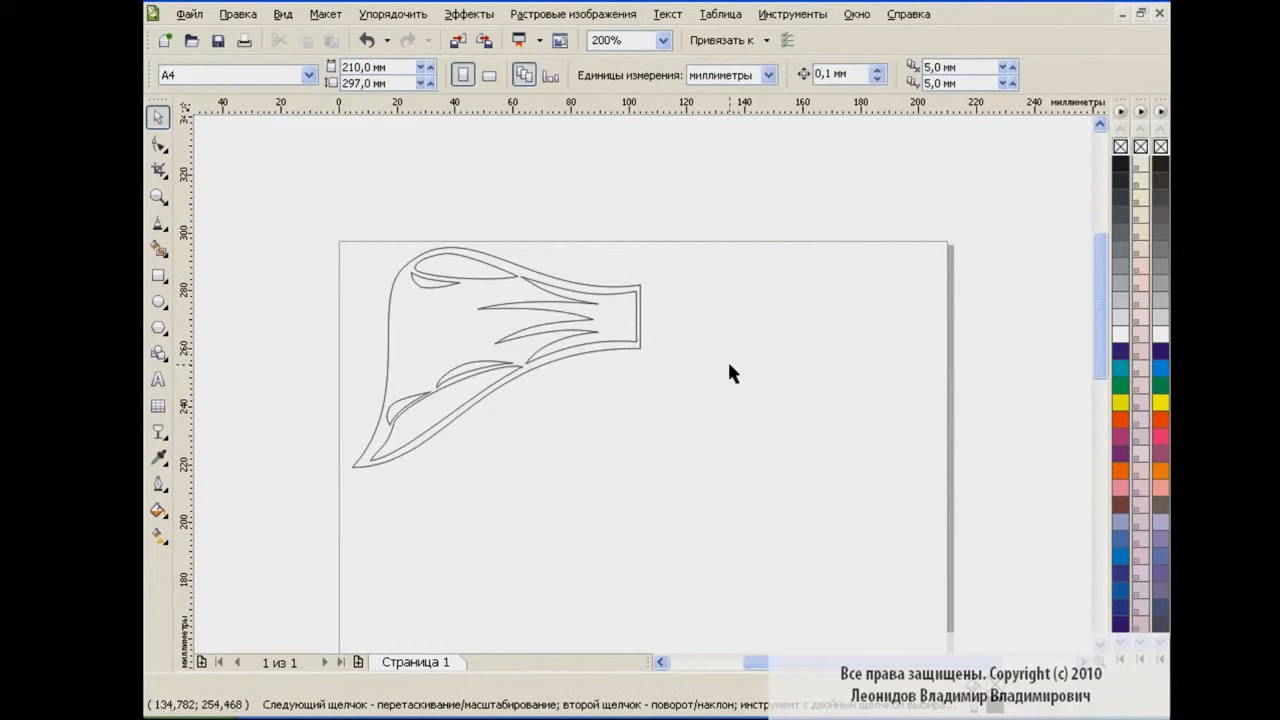 Файл Правка Вид Макет Упорядочить Эффекты Растровые изображения Текст Таблица Инструменты Окно Справка
200% Привязать к
A4 210,0 мм 297,0 мм Единицы измерения: миллиметры 0,1 мм 5,0 мм 5,0 мм
40 20 0 20 40 60 80 100 120 140 160 180 200 220 240 миллиметры
320
300
280
260
240
220
200
180
миллиметры
1 из 1 Страница 1
Все права защищены. Copyright (c) 2010
Леонидов Владимир Владимирович
( 134,782; 254,468 ) Следующий щелчок - перетаскивание/масштабирование; второй щелчок - поворот/наклон; инструмент с двойным щелчком